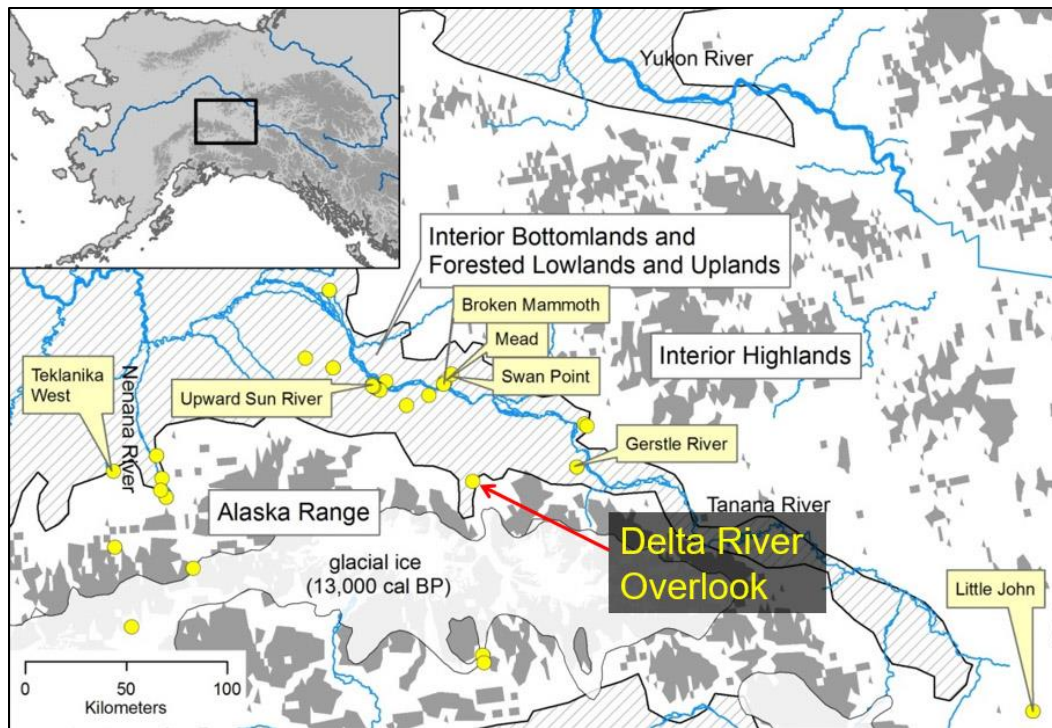 Yukon River
Interior Bottomlands and
Forested Lowlands and Uplands
Broken Mammoth
Mead
Swan Point
Interior Highlands
Teklanika
West
Nenana River
Upward Sun River
Gerstle River
Alaska Range
Tanana River
glacial ice
(13,000 cal BP)
Delta River
Overlook
Little John
0 50 100
Kilometers